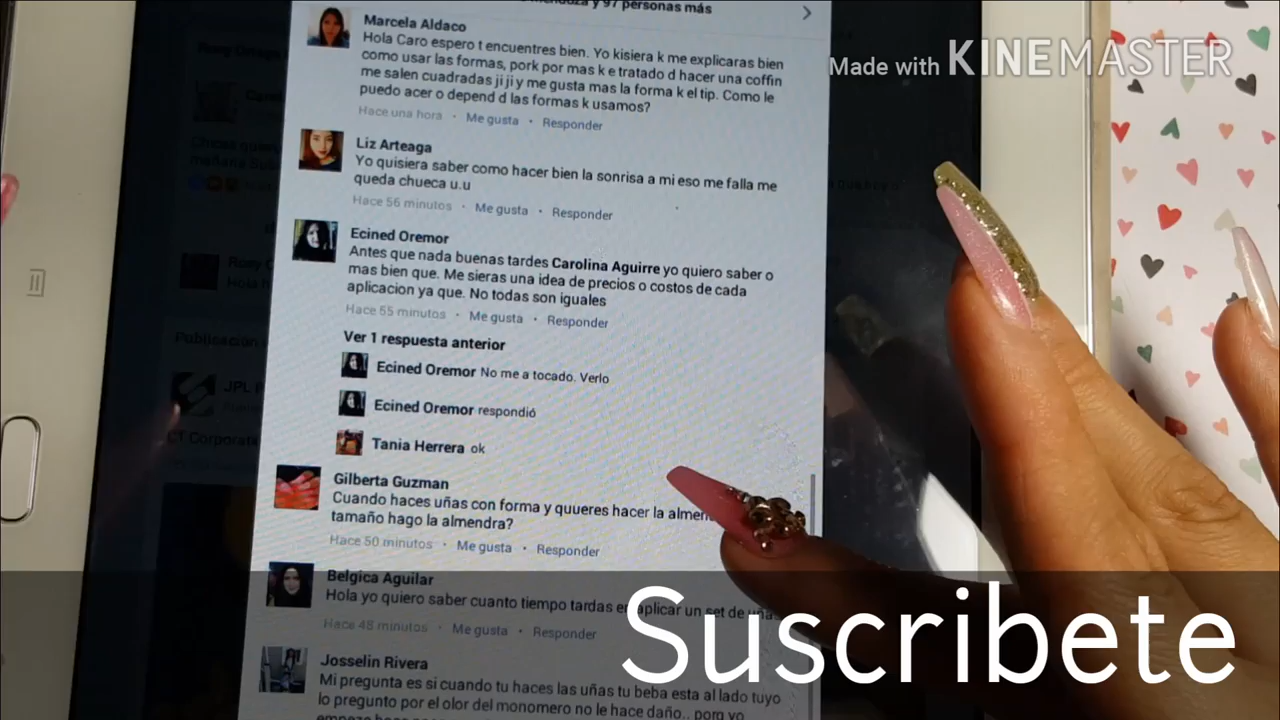 y 97 personas más
Marcela Aldaco
Hola Caro espero t encuentres bien. Yo kisiera k me explicaras bien
como usar las formas, pork por mas k e tratado d hacer una coffin
me salen cuadradas ji ji y me gusta mas la forma k el tip. Como le
puedo acer o depend d las formas k usamos?
Hace una hora · Me gusta · Responder
Liz Arteaga
Yo quisiera saber como hacer bien la sonrisa a mi eso me falla me
queda chueca u.u
Hace 56 minutos · Me gusta · Responder
Ecined Oremor
Antes que nada buenas tardes Carolina Aguirre yo quiero saber o
mas bien que. Me sieras una idea de precios o costos de cada
aplicacion ya que. No todas son iguales
Hace 55 minutos · Me gusta · Responder
Ver 1 respuesta anterior
Ecined Oremor No me a tocado. Verlo
Ecined Oremor respondió
Tania Herrera ok
Gilberta Guzman
Cuando haces uñas con forma y quueres hacer la almen
tamaño hago la almendra?
Hace 50 minutos · Me gusta · Responder
Belgica Aguilar
Hola yo quiero saber cuanto tiempo tardas en aplicar un set de uñas
Hace 48 minutos · Me gusta · Responder
Josselin Rivera
Mi pregunta es si cuando tu haces las uñas tu beba esta al lado tuyo
lo pregunto por el olor del monomero no le hace daño.. porq yo
Made with KINEMASTER
Suscribete